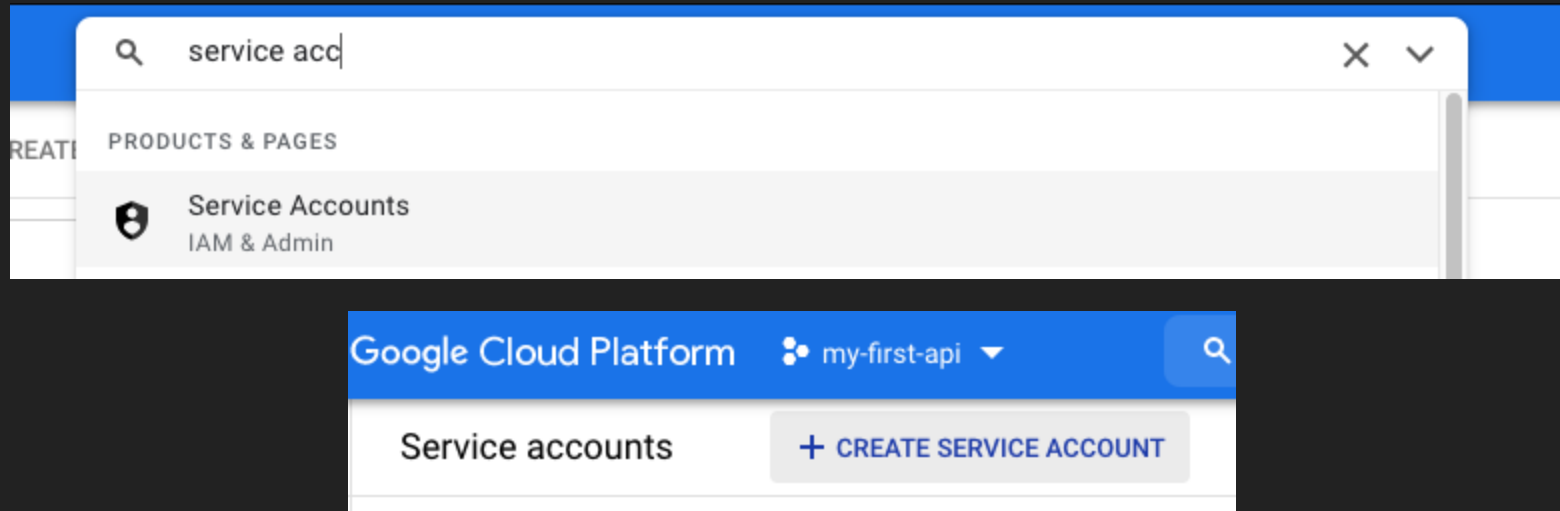 service acc
REATE
PRODUCTS & PAGES
Service Accounts
IAM & Admin
Google Cloud Platform my-first-api
Service accounts + CREATE SERVICE ACCOUNT